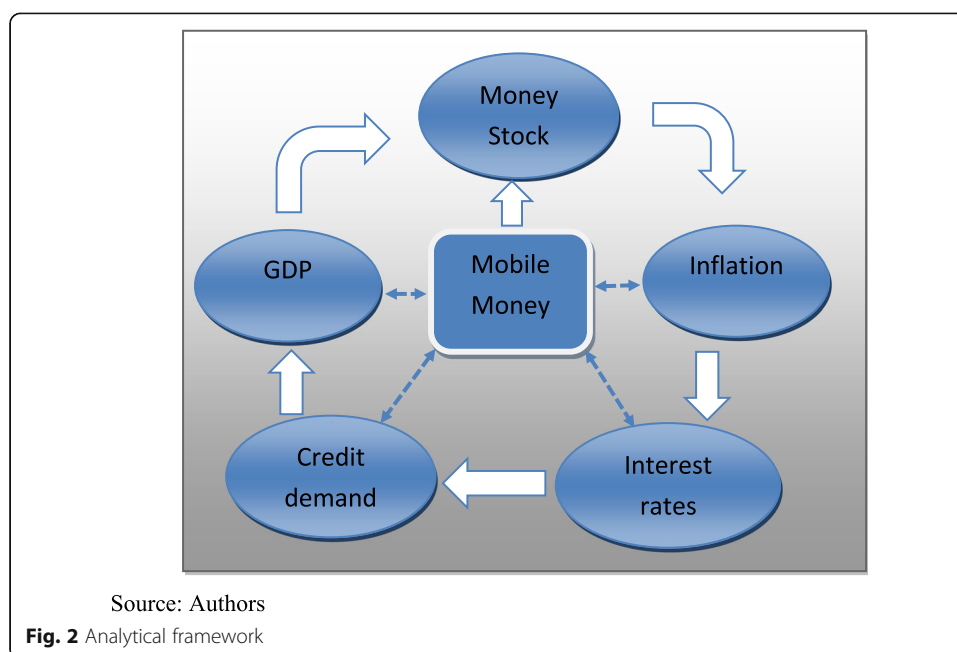 Money
Stock
GDP
Mobile
Money
Inflation
Credit
demand
Interest
rates
Source: Authors
Fig. 2 Analytical framework